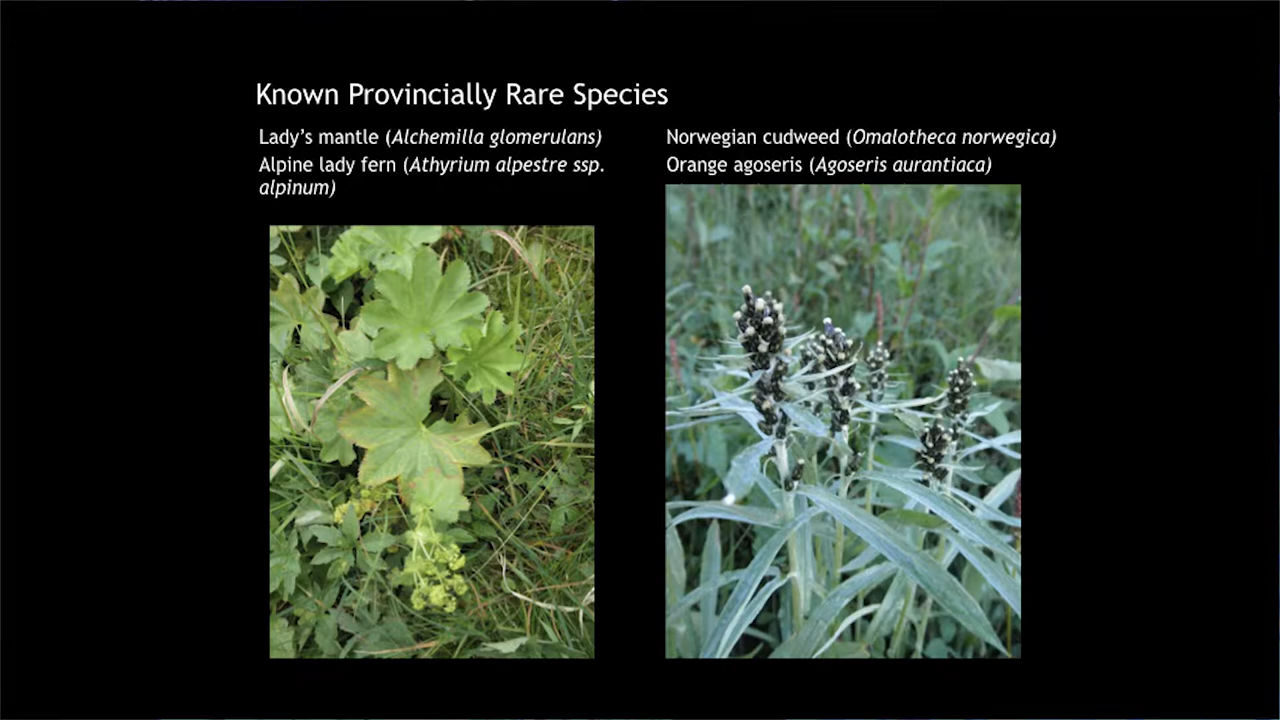 Known Provincially Rare Species
Lady’s mantle (Alchemilla glomerulans)
Alpine lady fern (Athyrium alpestre ssp.
alpinum)
Norwegian cudweed (Omalotheca norwegica)
Orange agoseris (Agoseris aurantiaca)